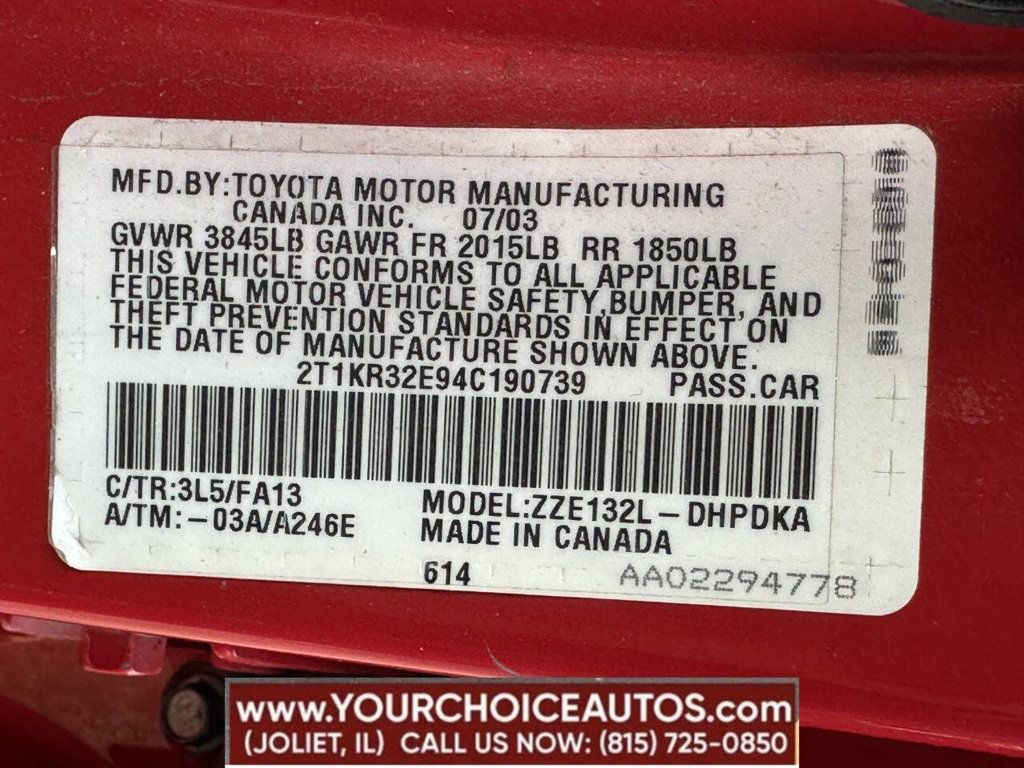 MFD.BY:TOYOTA MOTOR MANUFACTURING
CANADA INC. 07/03
GVWR 3845LB GAWR FR 2015LB RR 1850LB
THIS VEHICLE CONFORMS TO ALL APPLICABLE
FEDERAL MOTOR VEHICLE SAFETY,BUMPER, AND
THEFT PREVENTION STANDARDS IN EFFECT ON
THE DATE OF MANUFACTURE SHOWN ABOVE.
2T1KR32E94C190739 PASS.CAR
C/TR:3L5/FA13
A/TM:-03A/A246E
MODEL:ZZE132L-DHPDKA
MADE IN CANADA
614
AA02294778
www.YOURCHOICEAUTOS.com
(JOLIET, IL) CALL US NOW: (815) 725-0850